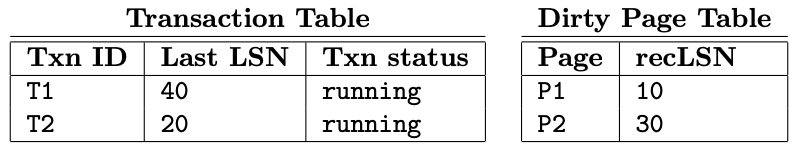 Transaction Table
Txn ID Last LSN Txn status
T1 40 running
T2 20 running
Dirty Page Table
Page recLSN
P1 10
P2 30